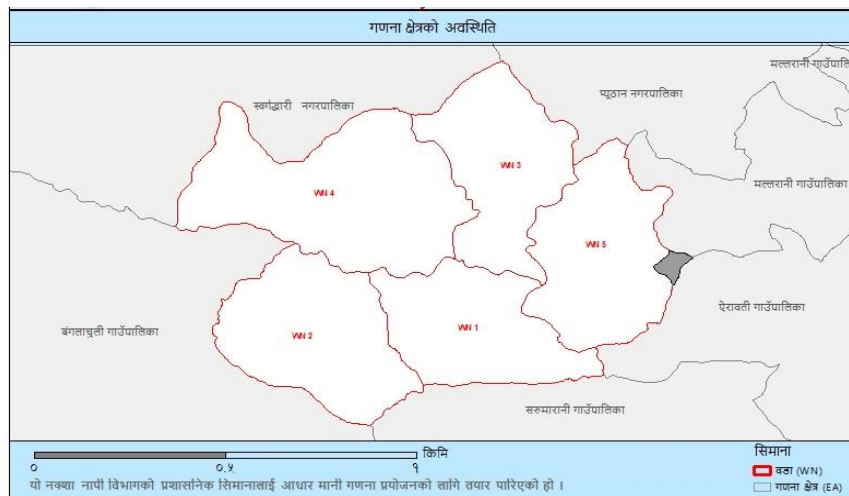 गणना क्षेत्रको अवस्थिति
मल्लरानी गाउँपालि
स्वर्गद्वारी नगरपालिका
प्यूठान नगरपालिका
मल्लरानी गाउँपालिका
WN 3
WN 4
WN 5
ऐरावती गाउँपालिका
बंगलाचुली गाउँपालिका
WN 2
WN 1
सरुमारानी गाउँपालिका
किमि
० ०.५ १
सिमाना
वडा (WN)
गणना क्षेत्र (EA)
यो नक्शा नापी विभागको प्रशासनिक सिमानालाई आधार मानी गणना प्रयोजनको लागि तयार पारिएको हो ।